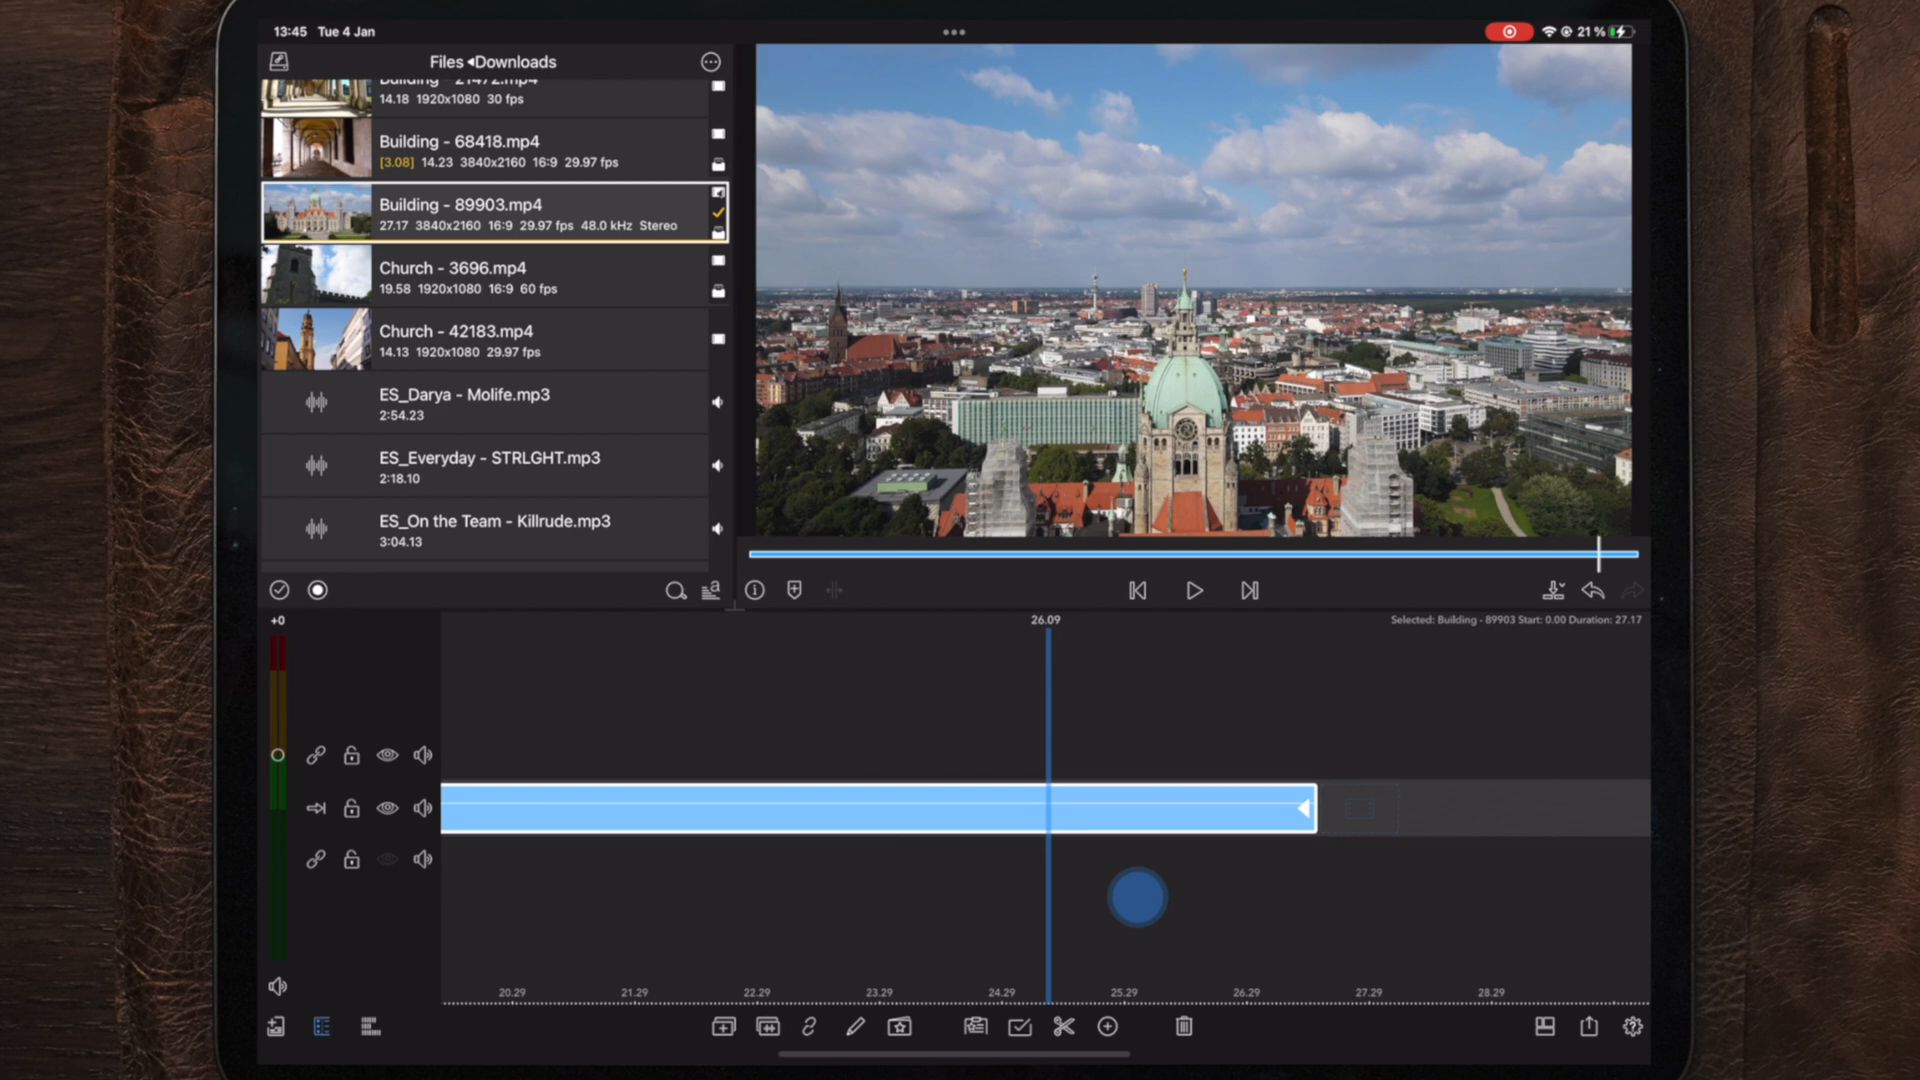 13:45 Tue 4 Jan
21 %
Files ◂Downloads
Building - 21472.mp4
14.18 1920x1080 30 fps
Building - 68418.mp4
[3.08] 14.23 3840x2160 16:9 29.97 fps
Building - 89903.mp4
27.17 3840x2160 16:9 29.97 fps 48.0 kHz Stereo
Church - 3696.mp4
19.58 1920x1080 16:9 60 fps
Church - 42183.mp4
14.13 1920x1080 29.97 fps
ES_Darya - Molife.mp3
2:54.23
ES_Everyday - STRLGHT.mp3
2:18.10
ES_On the Team - Killrude.mp3
3:04.13
+0
26.09
Selected: Building - 89903 Start: 0.00 Duration: 27.17
20.29 21.29 22.29 23.29 24.29 25.29 26.29 27.29 28.29